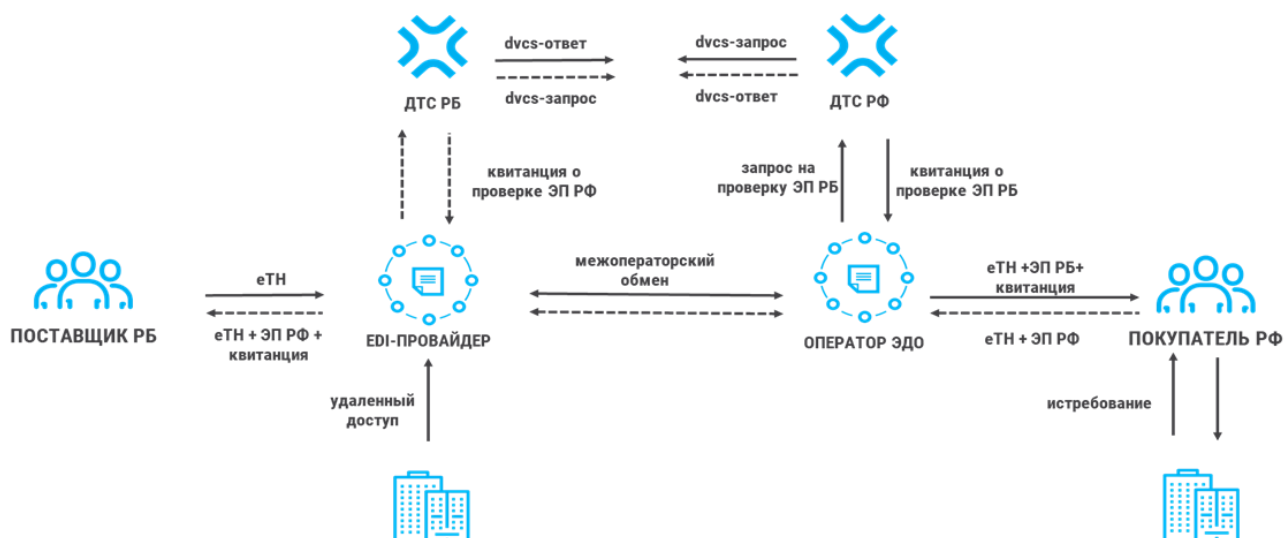 dvcs-ответ
dvcs-запрос
dvcs-запрос
dvcs-ответ
ДТС РБ
ДТС РФ
квитанция о
проверке ЭП РФ
запрос на
проверку ЭП РБ
квитанция о
проверке ЭП РБ
еТН
еТН + ЭП РФ +
квитанция
ПОСТАВЩИК РБ
EDI-ПРОВАЙДЕР
межоператорский
обмен
ОПЕРАТОР ЭДО
еТН +ЭП РБ+
квитанция
еТН + ЭП РФ
ПОКУПАТЕЛЬ РФ
удаленный
доступ
истребование